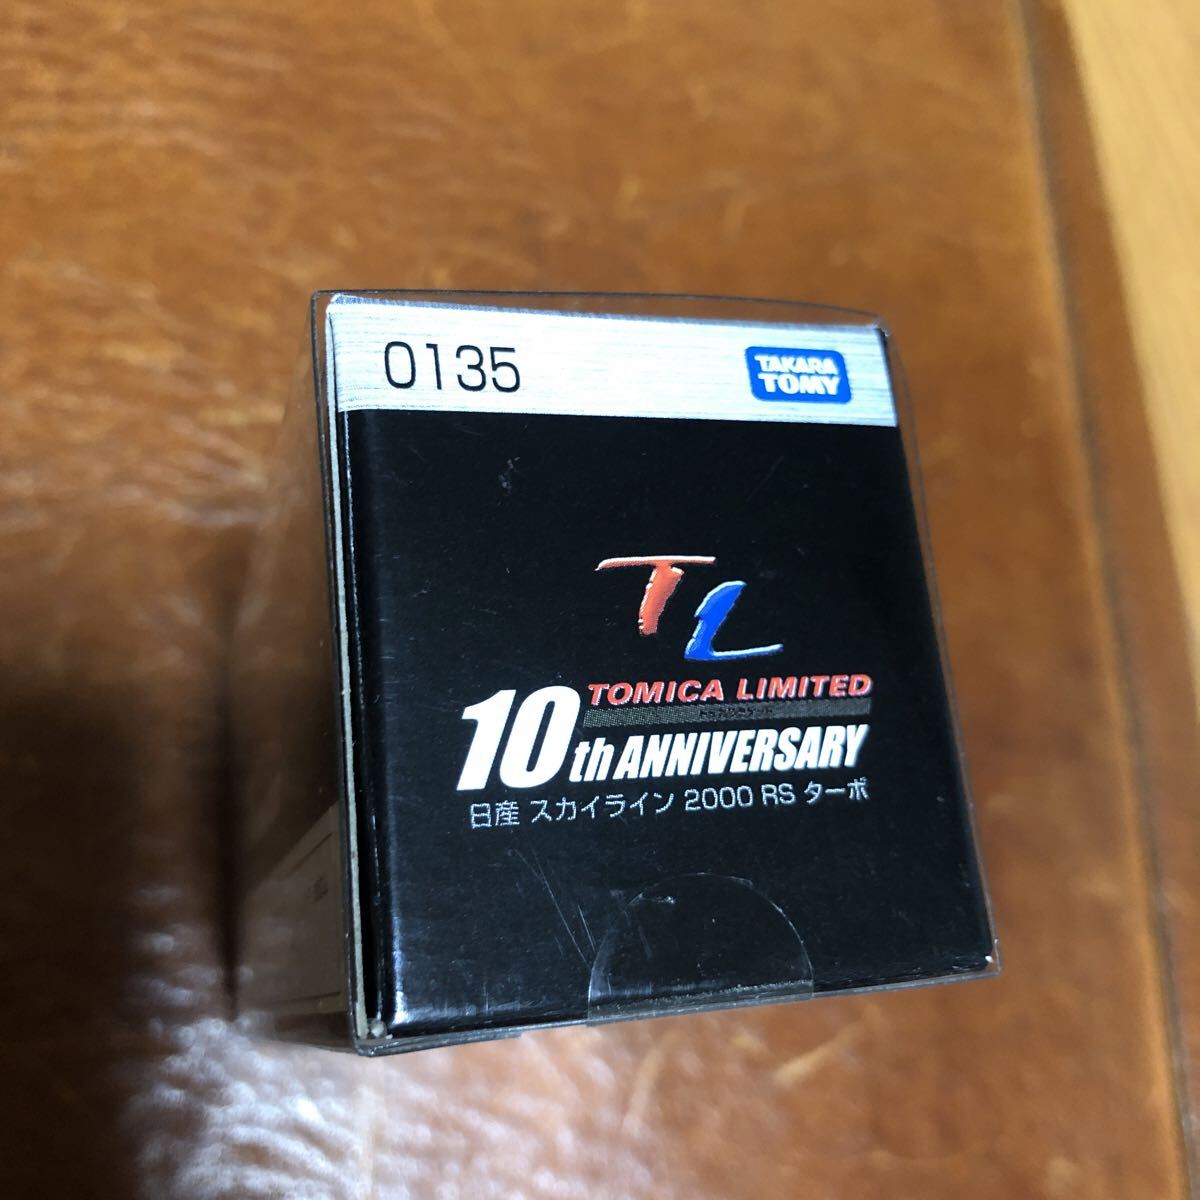 0135
TAKARA
TOMY
TL
TOMICA LIMITED
10th ANNIVERSARY
日産 スカイライン 2000 RS ターボ